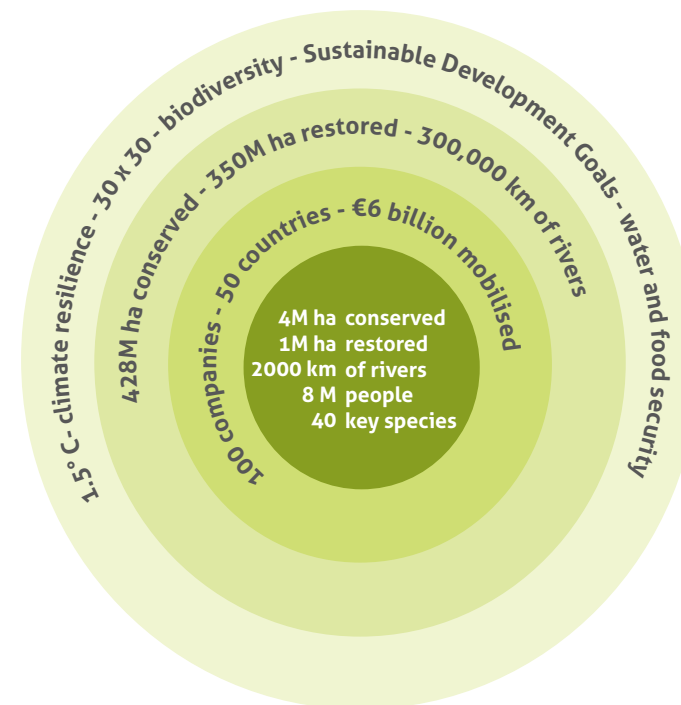 1.5° C - climate resilience - 30 x 30 - biodiversity - Sustainable Development Goals - water and food security
428M ha conserved - 350M ha restored - 300,000 km of rivers
100 companies - 50 countries - €6 billion mobilised
4M ha conserved
1M ha restored
2000 km of rivers
8 M people
40 key species